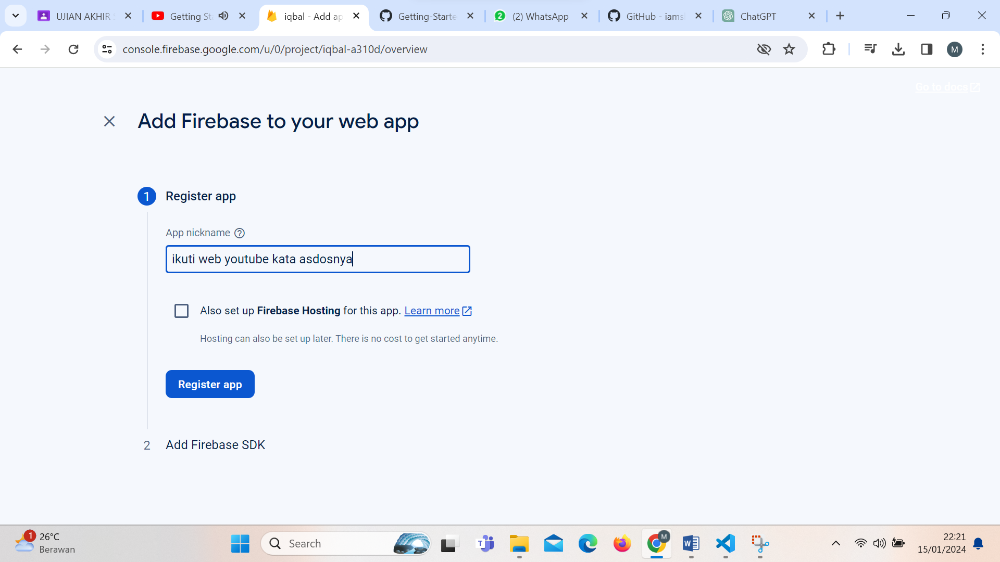 UJIAN AKHIR
Getting Sta
iqbal - Add ap
Getting-Starte
2
(2) WhatsApp
GitHub - iams
ChatGPT
console.firebase.google.com/u/0/project/iqbal-a310d/overview
M
Go to docs
Add Firebase to your web app
1
Register app
App nickname
ikuti web youtube kata asdosnya
Also set up Firebase Hosting for this app. Learn more
Hosting can also be set up later. There is no cost to get started anytime.
Register app
2
Add Firebase SDK
1
26°C
Berawan
Search
T
M
W
22:21
15/01/2024